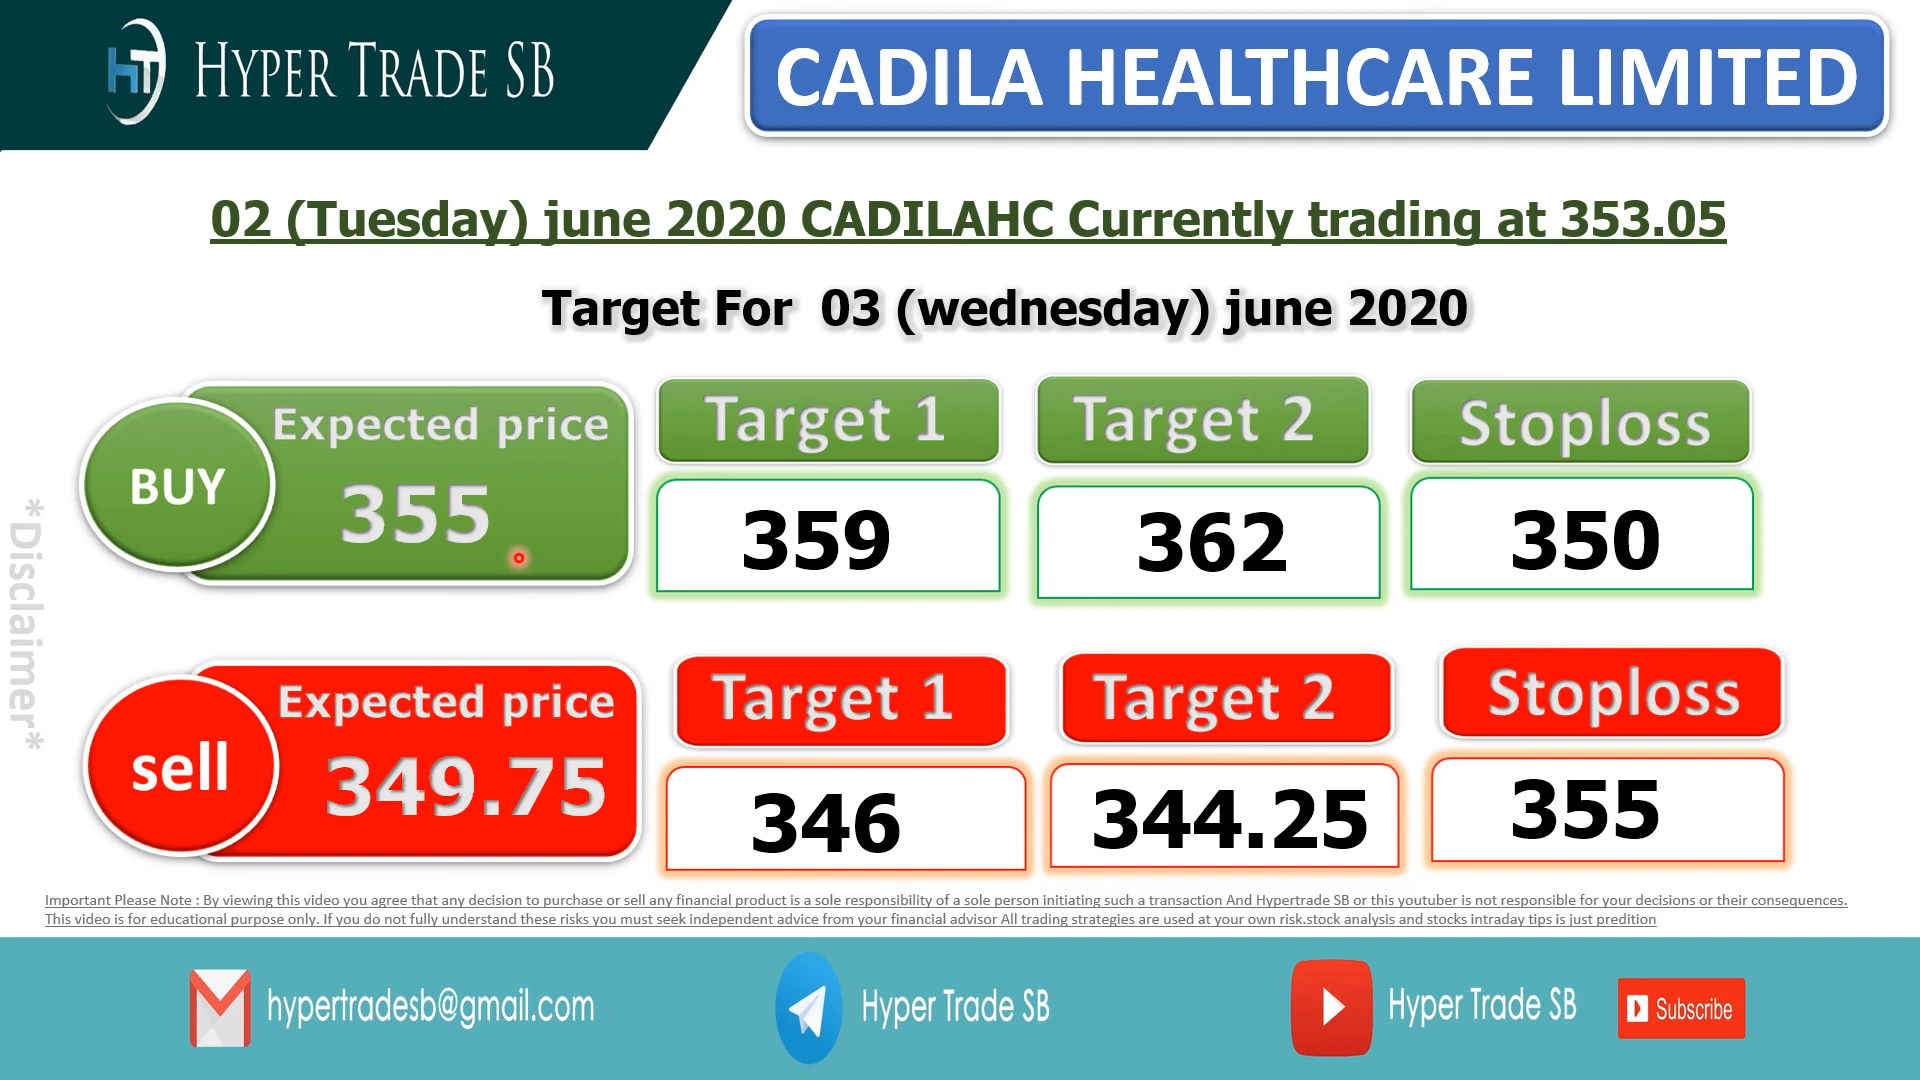 HT HYPER TRADE SB
CADILA HEALTHCARE LIMITED
02 (Tuesday) june 2020 CADILAHC Currently trading at 353.05
Target For 03 (wednesday) june 2020
BUY
Expected price
355
Target 1
359
Target 2
362
Stoploss
350
*Disclaimer*
sell
Expected price
349.75
Target 1
346
Target 2
344.25
Stoploss
355
Important Please Note : By viewing this video you agree that any decision to purchase or sell any financial product is a sole responsibility of a sole person initiating such a transaction And Hypertrade SB or this youtuber is not responsible for your decisions or their consequences.
This video is for educational purpose only. If you do not fully understand these risks you must seek independent advice from your financial advisor All trading strategies are used at your own risk.stock analysis and stocks intraday tips is just predition
hypertradesb@gmail.com
Hyper Trade SB
Hyper Trade SB
Subscribe